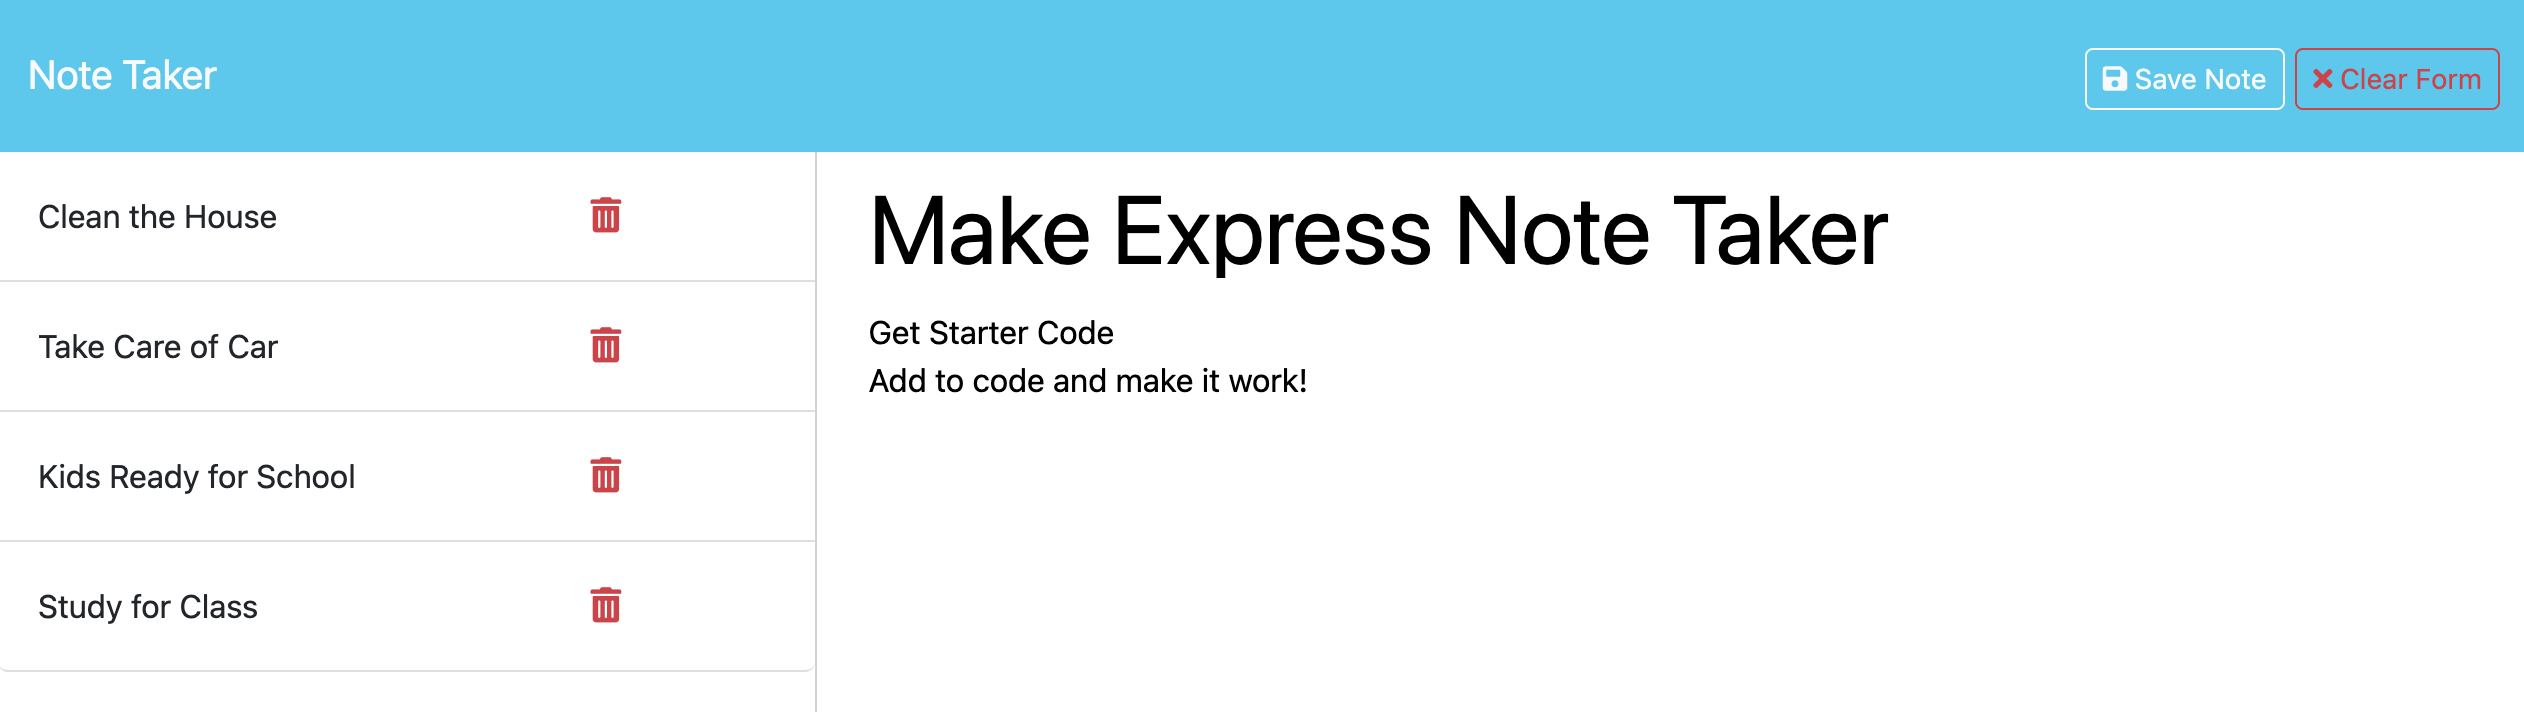 Note Taker
Save Note
Clear Form
Clean the House
Take Care of Car
Kids Ready for School
Study for Class
Make Express Note Taker
Get Starter Code
Add to code and make it work!